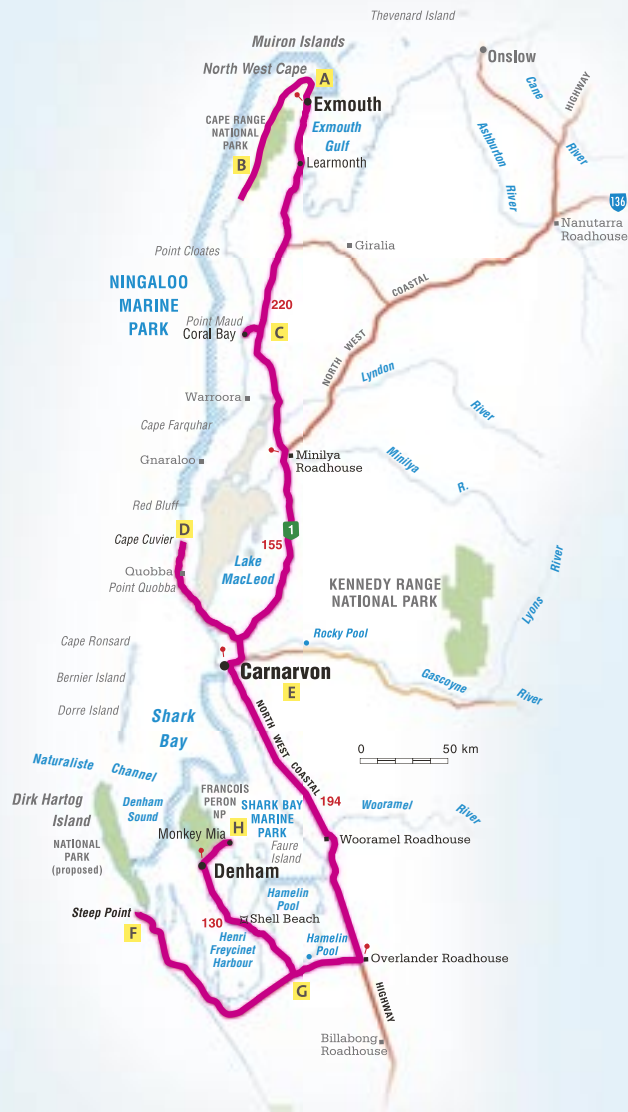 Thevenard Island
Muiron Islands
Onslow
North West Cape
A
Cane
River
HIGHWAY
Exmouth
CAPE RANGE
NATIONAL
PARK
Exmouth
Gulf
Ashburton
River
B
Learmonth
136
Nanutarra
Roadhouse
Giralia
Point Cloates
COASTAL
NINGALOO
MARINE
PARK
220
Point Maud
Coral Bay
C
NORTH WEST
Lyndon
River
Warroora
Cape Farquhar
Minilya
Roadhouse
Minilya
R.
Gnaraloo
Red Bluff
D
Cape Cuvier
1
155
Lake
MacLeod
Quobba
Point Quobba
KENNEDY RANGE
NATIONAL PARK
Lyons
River
Cape Ronsard
Rocky Pool
Carnarvon
Bernier Island
E
Gascoyne
River
Dorre Island
Shark
Bay
NORTH WEST COASTAL
0
50 km
Naturaliste
Channel
194
Wooramel
River
Dirk Hartog
Island
Denham
Sound
FRANCOIS
PERON
NP
SHARK BAY
MARINE
PARK
H
Monkey Mia
Faure
Island
Wooramel Roadhouse
NATIONAL
PARK
(proposed)
Denham
Hamelin
Pool
Steep Point
F
130
Shell Beach
Henri
Freycinet
Harbour
Hamelin
Pool
Overlander Roadhouse
G
HIGHWAY
Billabong
Roadhouse